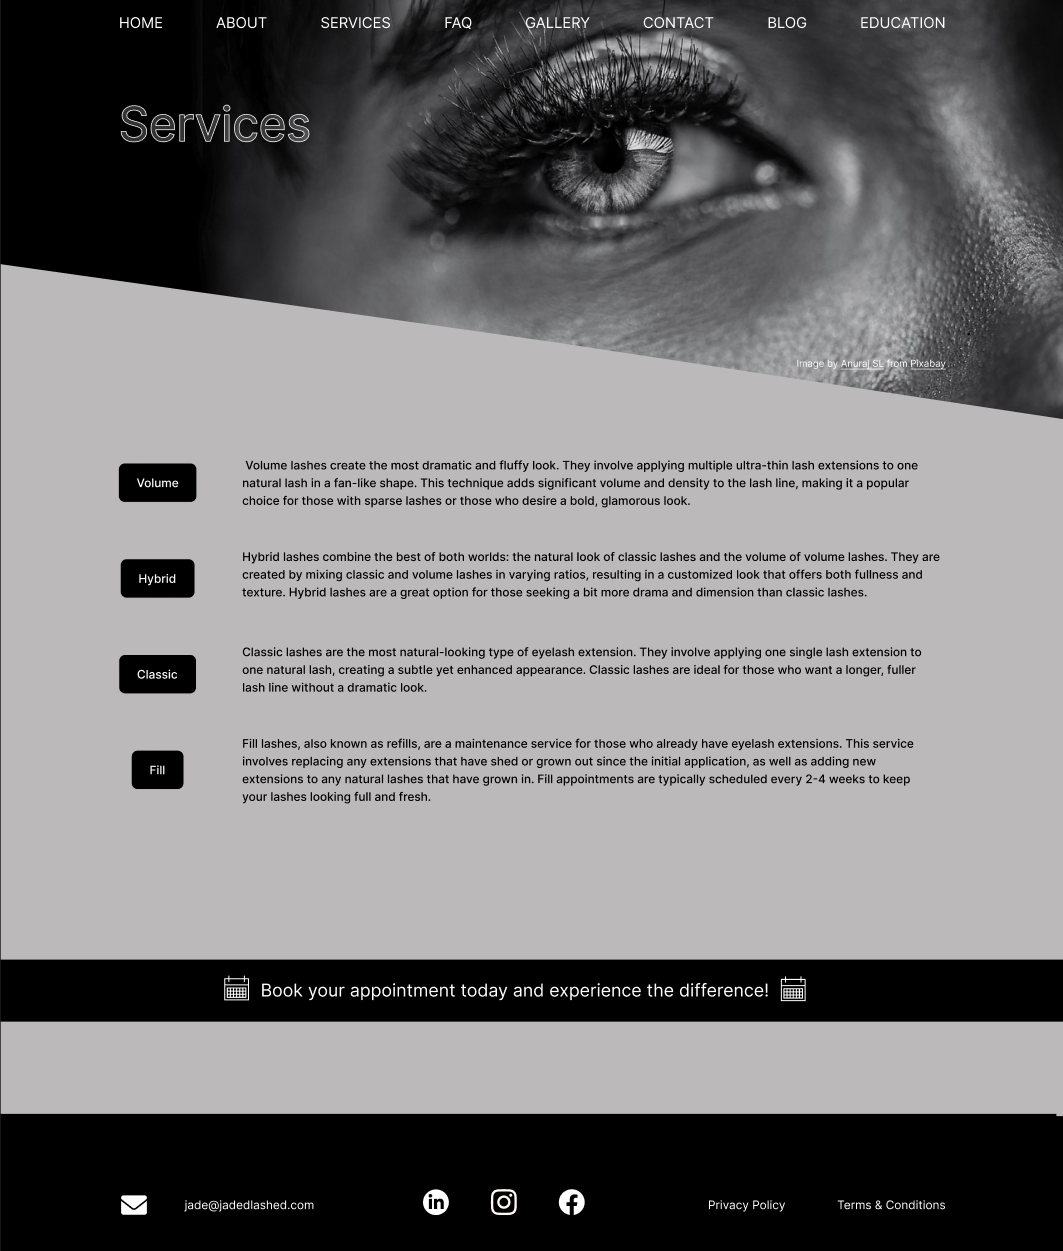 HOME ABOUT SERVICES FAQ GALLERY CONTACT BLOG EDUCATION
Services
Image by Anuraj SL from Pixabay
Volume
Volume lashes create the most dramatic and fluffy look. They involve applying multiple ultra-thin lash extensions to one
natural lash in a fan-like shape. This technique adds significant volume and density to the lash line, making it a popular
choice for those with sparse lashes or those who desire a bold, glamorous look.
Hybrid
Hybrid lashes combine the best of both worlds: the natural look of classic lashes and the volume of volume lashes. They are
created by mixing classic and volume lashes in varying ratios, resulting in a customized look that offers both fullness and
texture. Hybrid lashes are a great option for those seeking a bit more drama and dimension than classic lashes.
Classic
Classic lashes are the most natural-looking type of eyelash extension. They involve applying one single lash extension to
one natural lash, creating a subtle yet enhanced appearance. Classic lashes are ideal for those who want a longer, fuller
lash line without a dramatic look.
Fill
Fill lashes, also known as refills, are a maintenance service for those who already have eyelash extensions. This service
involves replacing any extensions that have shed or grown out since the initial application, as well as adding new
extensions to any natural lashes that have grown in. Fill appointments are typically scheduled every 2-4 weeks to keep
your lashes looking full and fresh.
Book your appointment today and experience the difference!
jade@jadedlashed.com
in
Privacy Policy Terms & Conditions